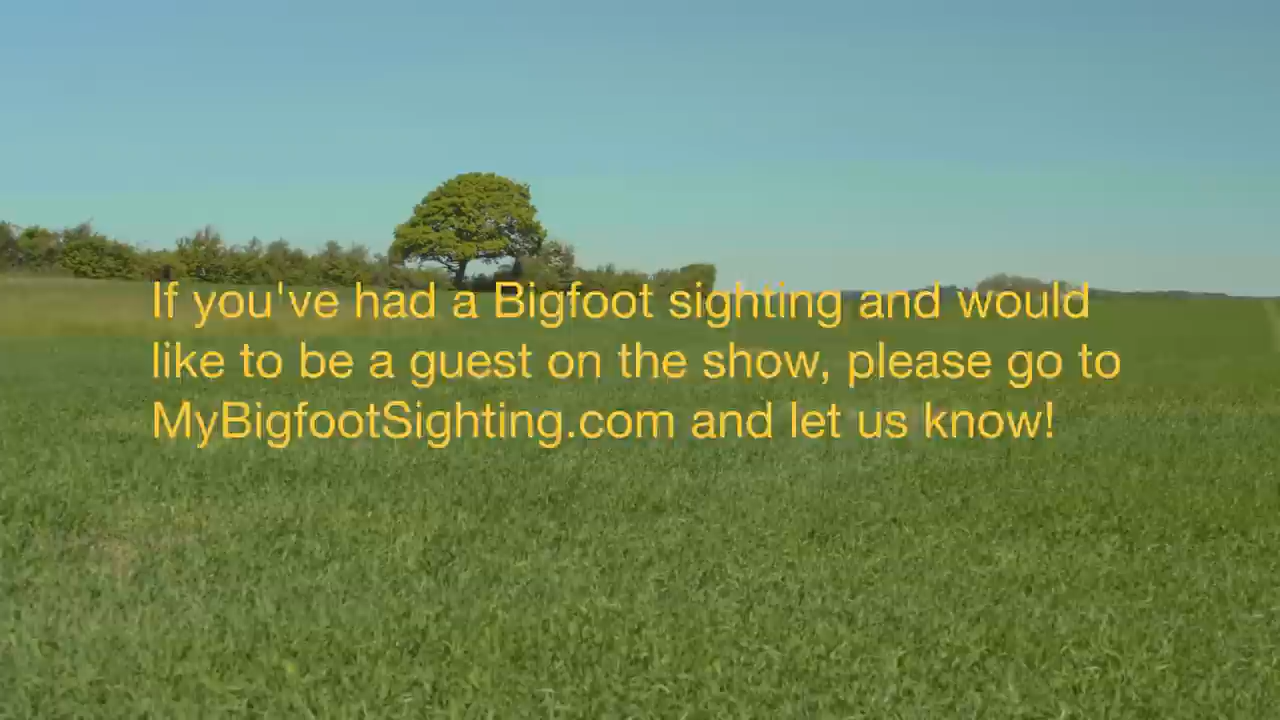 If you've had a Bigfoot sighting and would
like to be a guest on the show, please go to
MyBigfootSighting.com and let us know!